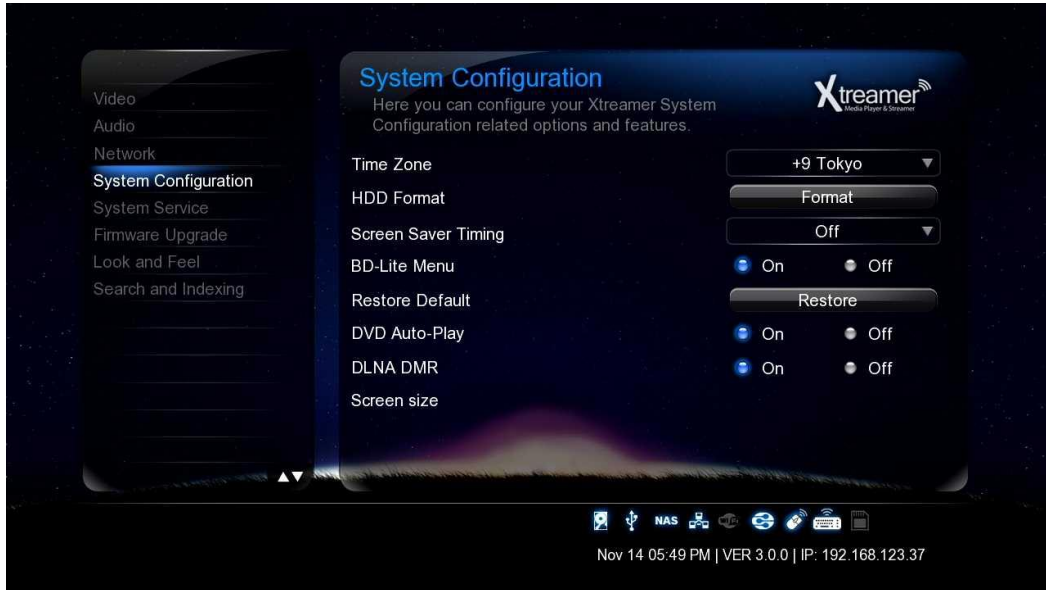 Video
Audio
Network
System Configuration
System Service
Firmware Upgrade
Look and Feel
Search and Indexing
System Configuration
Here you can configure your Xtreamer System
Configuration related options and features.
Xtreamer
Media Player & Streamer
Time Zone +9 Tokyo
HDD Format Format
Screen Saver Timing Off
BD-Lite Menu On Off
Restore Default Restore
DVD Auto-Play On Off
DLNA DMR On Off
Screen size
NAS
Nov 14 05:49 PM | VER 3.0.0 | IP: 192.168.123.37